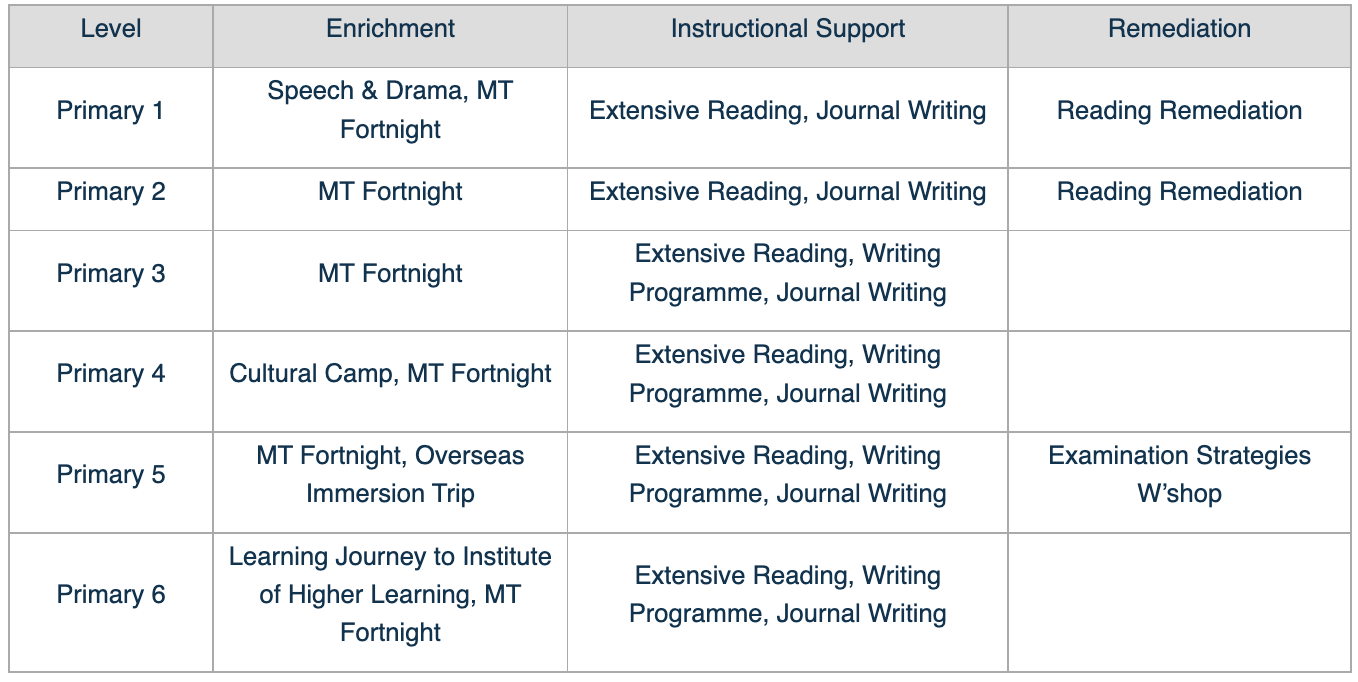 Level Enrichment Instructional Support Remediation
Primary 1
Speech & Drama, MT
Fortnight
Extensive Reading, Journal Writing
Reading Remediation
Primary 2
MT Fortnight
Extensive Reading, Journal Writing
Reading Remediation
Primary 3
MT Fortnight
Extensive Reading, Writing
Programme, Journal Writing
Primary 4
Cultural Camp, MT Fortnight
Extensive Reading, Writing
Programme, Journal Writing
Primary 5
MT Fortnight, Overseas
Immersion Trip
Extensive Reading, Writing
Programme, Journal Writing
Examination Strategies
W’shop
Primary 6
Learning Journey to Institute
of Higher Learning, MT
Fortnight
Extensive Reading, Writing
Programme, Journal Writing